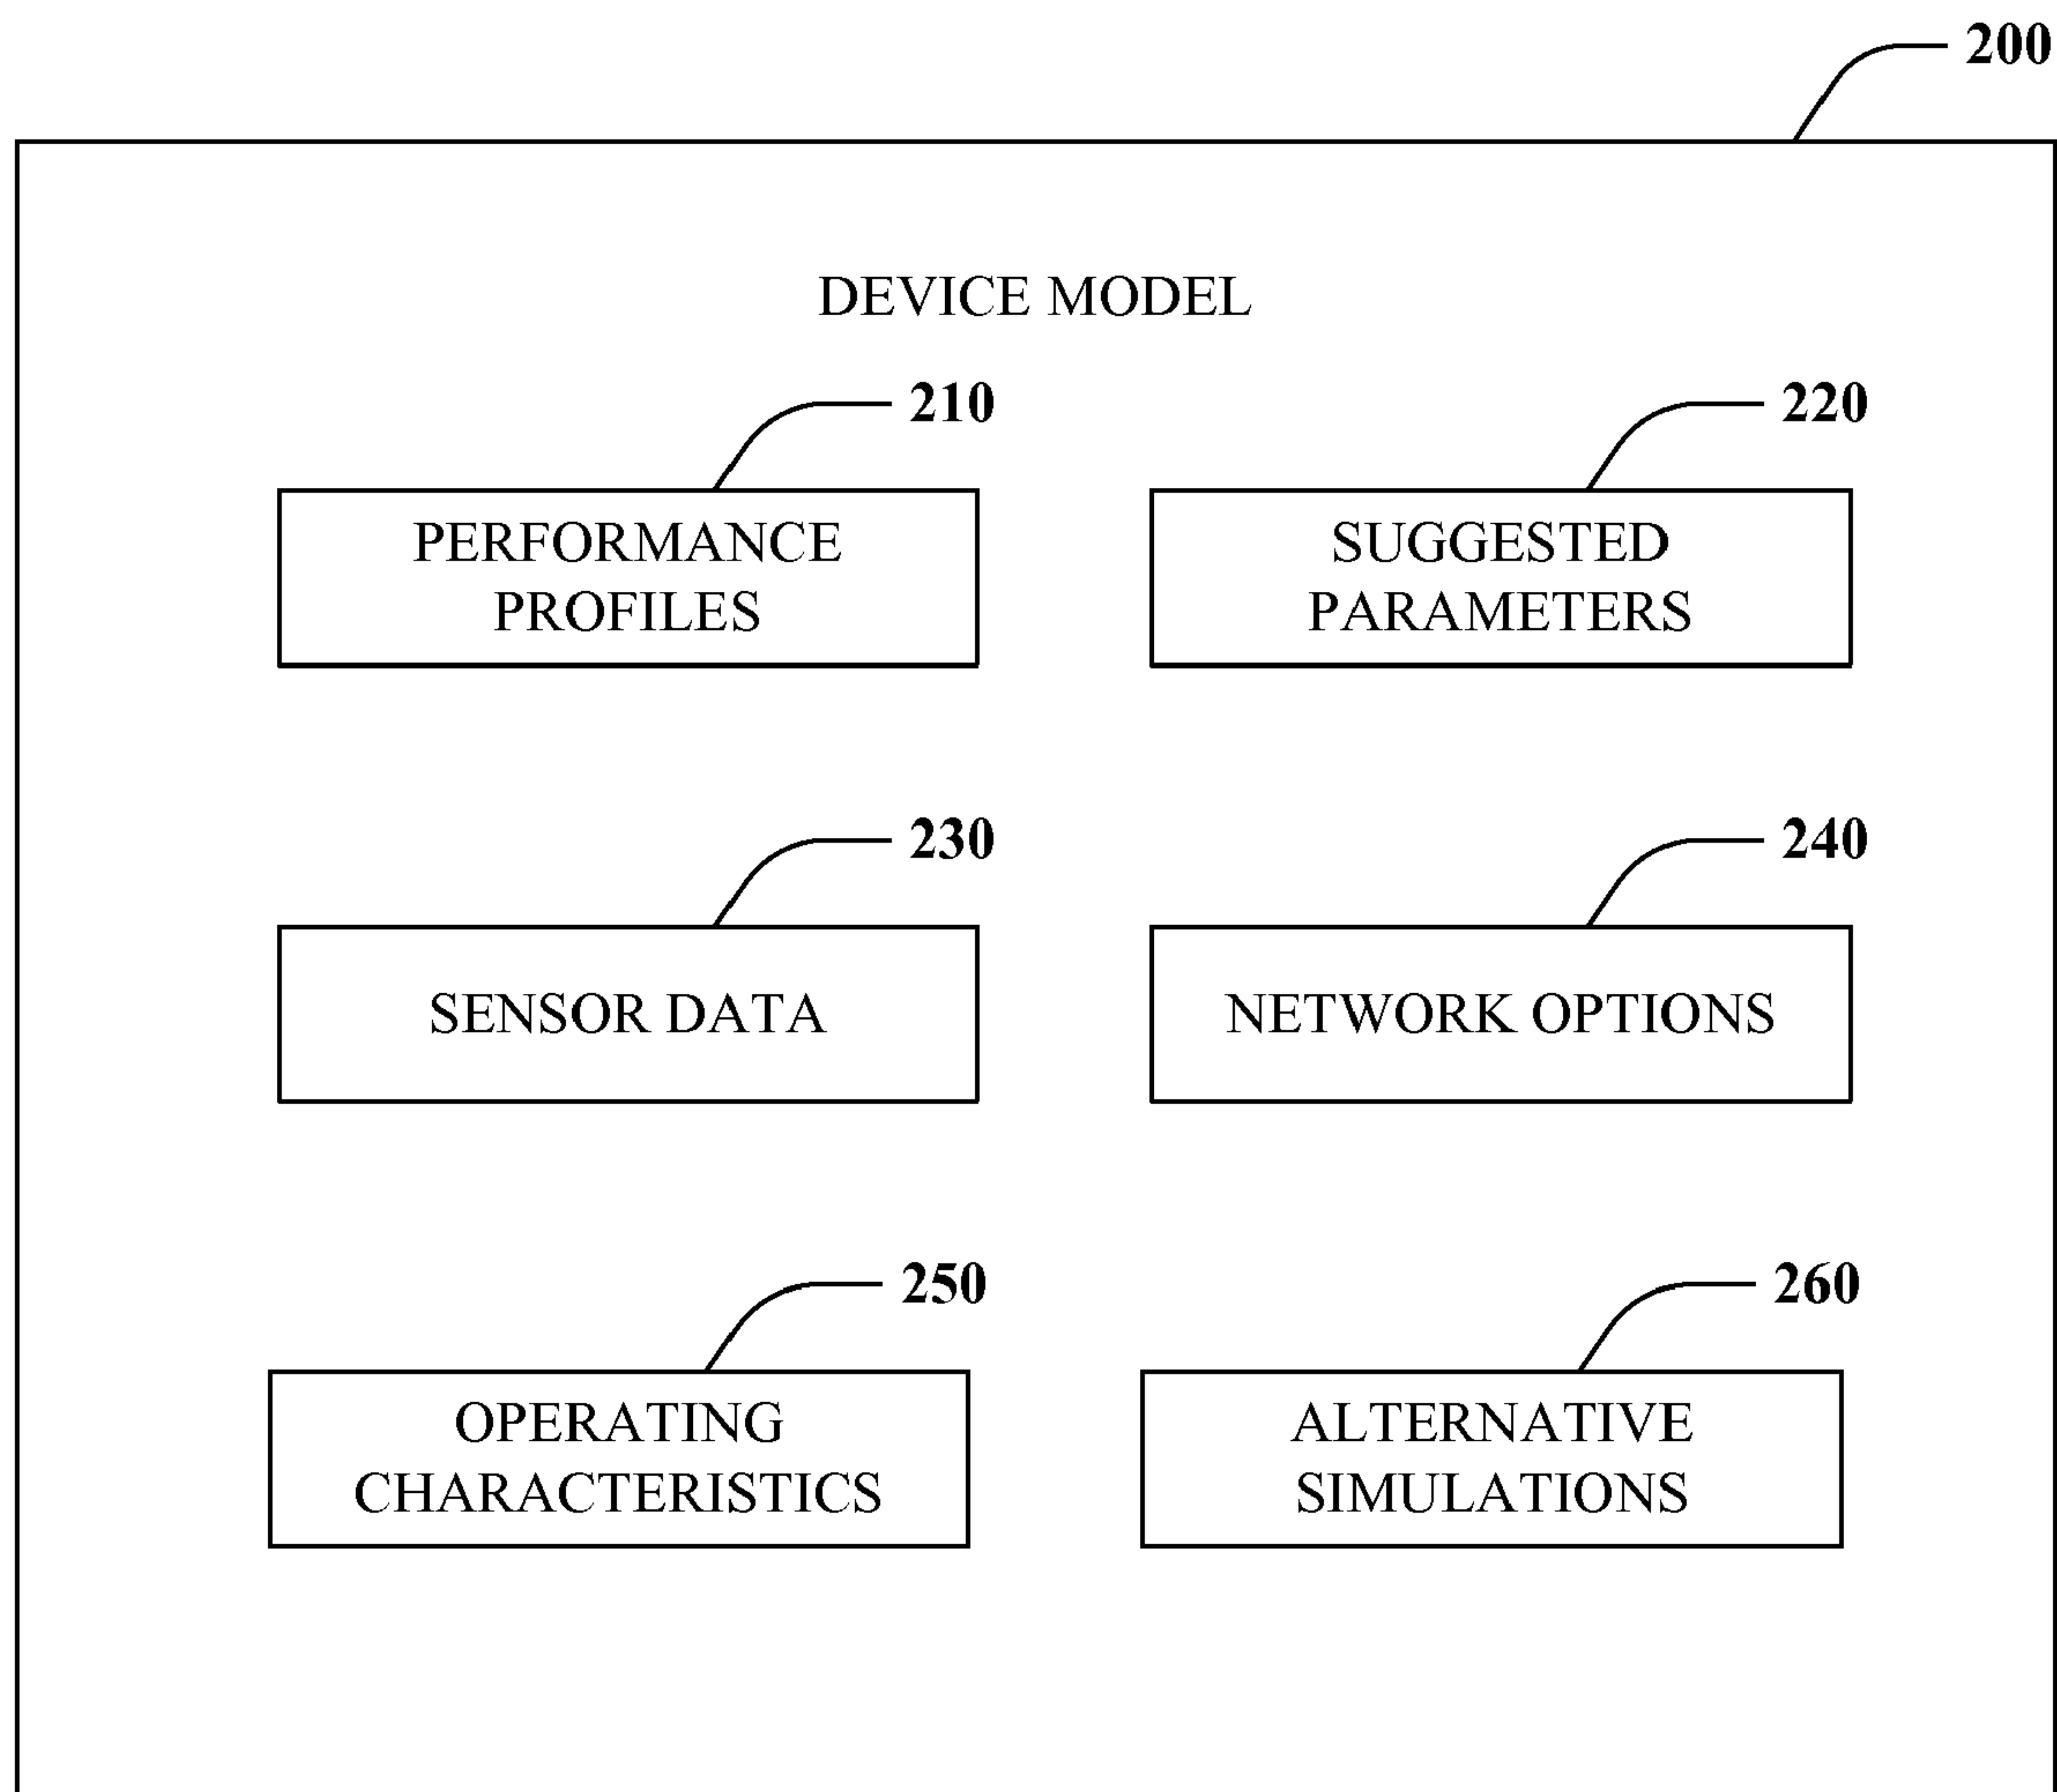 200
DEVICE MODEL
210
220
PERFORMANCE
PROFILES
SUGGESTED
PARAMETERS
230
240
SENSOR DATA
NETWORK OPTIONS
250
260
OPERATING
CHARACTERISTICS
ALTERNATIVE
SIMULATIONS